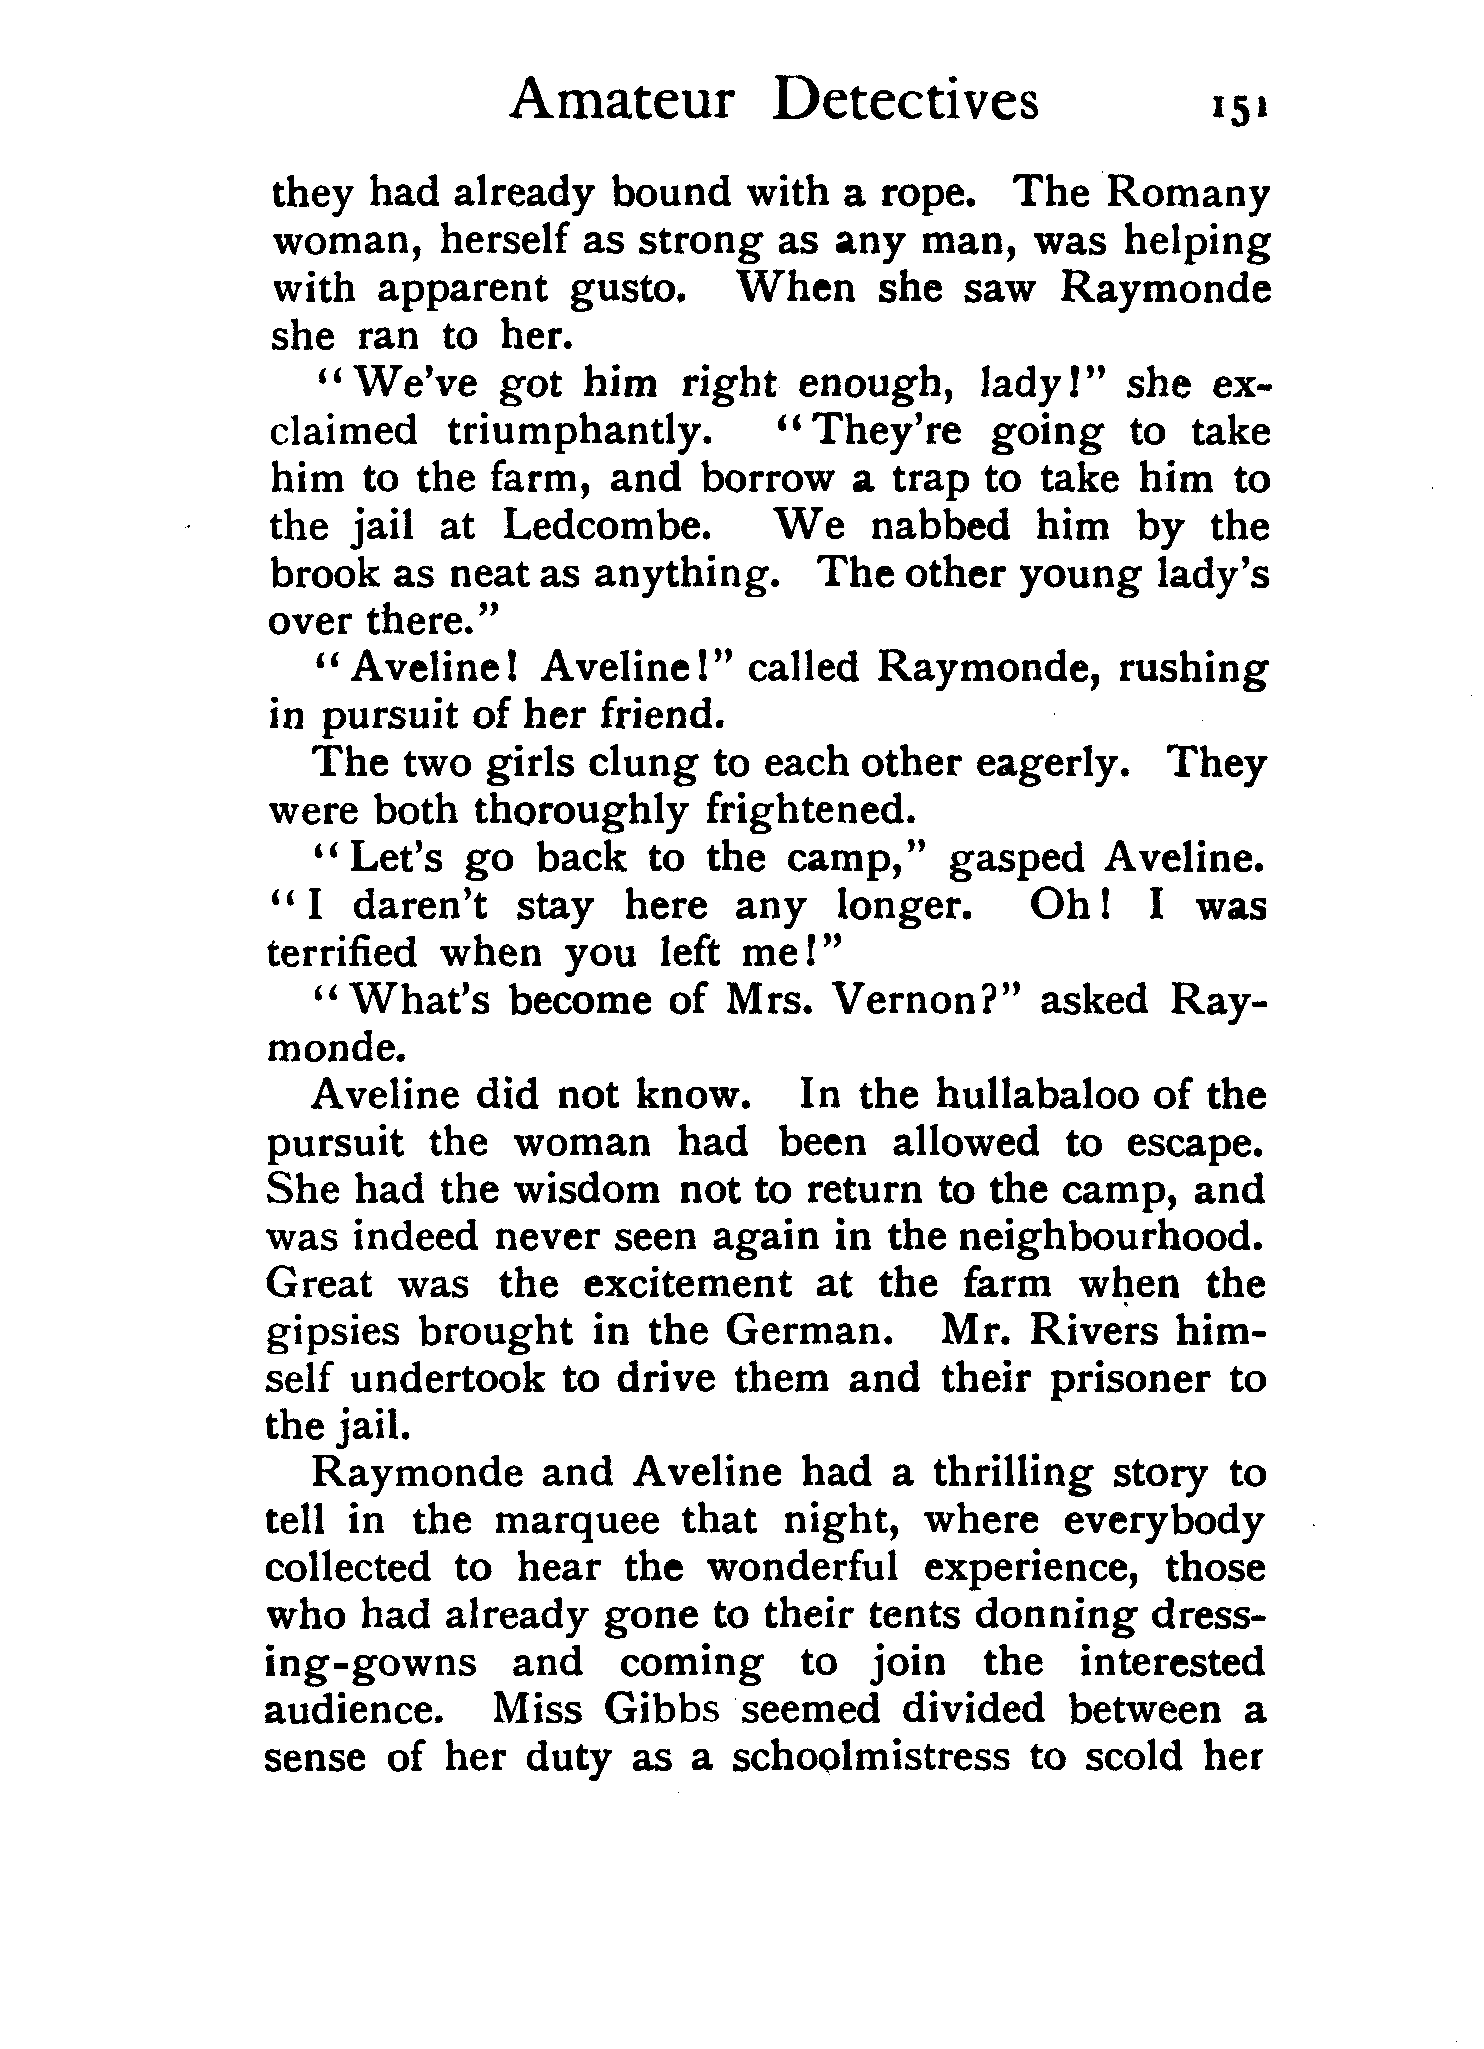 Amateur Detectives 151
they had already bound with a rope. The Romany
woman, herself as strong as any man, was helping
with apparent gusto. When she saw Raymonde
she ran to her.
"We've got him right enough, lady!" she ex-
claimed triumphantly. "They're going to take
him to the farm, and borrow a trap to take him to
the jail at Ledcombe. We nabbed him by the
brook as neat as anything. The other young lady's
over there."
"Aveline! Aveline!" called Raymonde, rushing
in pursuit of her friend.
The two girls clung to each other eagerly. They
were both thoroughly frightened.
"Let's go back to the camp," gasped Aveline.
"I daren't stay here any longer. Oh! I was
terrified when you left me!"
"What's become of Mrs. Vernon?" asked Ray-
monde.
Aveline did not know. In the hullabaloo of the
pursuit the woman had been allowed to escape.
She had the wisdom not to return to the camp, and
was indeed never seen again in the neighbourhood.
Great was the excitement at the farm when the
gipsies brought in the German. Mr. Rivers him-
self undertook to drive them and their prisoner to
the jail.
Raymonde and Aveline had a thrilling story to
tell in the marquee that night, where everybody
collected to hear the wonderful experience, those
who had already gone to their tents donning dress-
ing-gowns and coming to join the interested
audience. Miss Gibbs seemed divided between a
sense of her duty as a schoolmistress to scold her